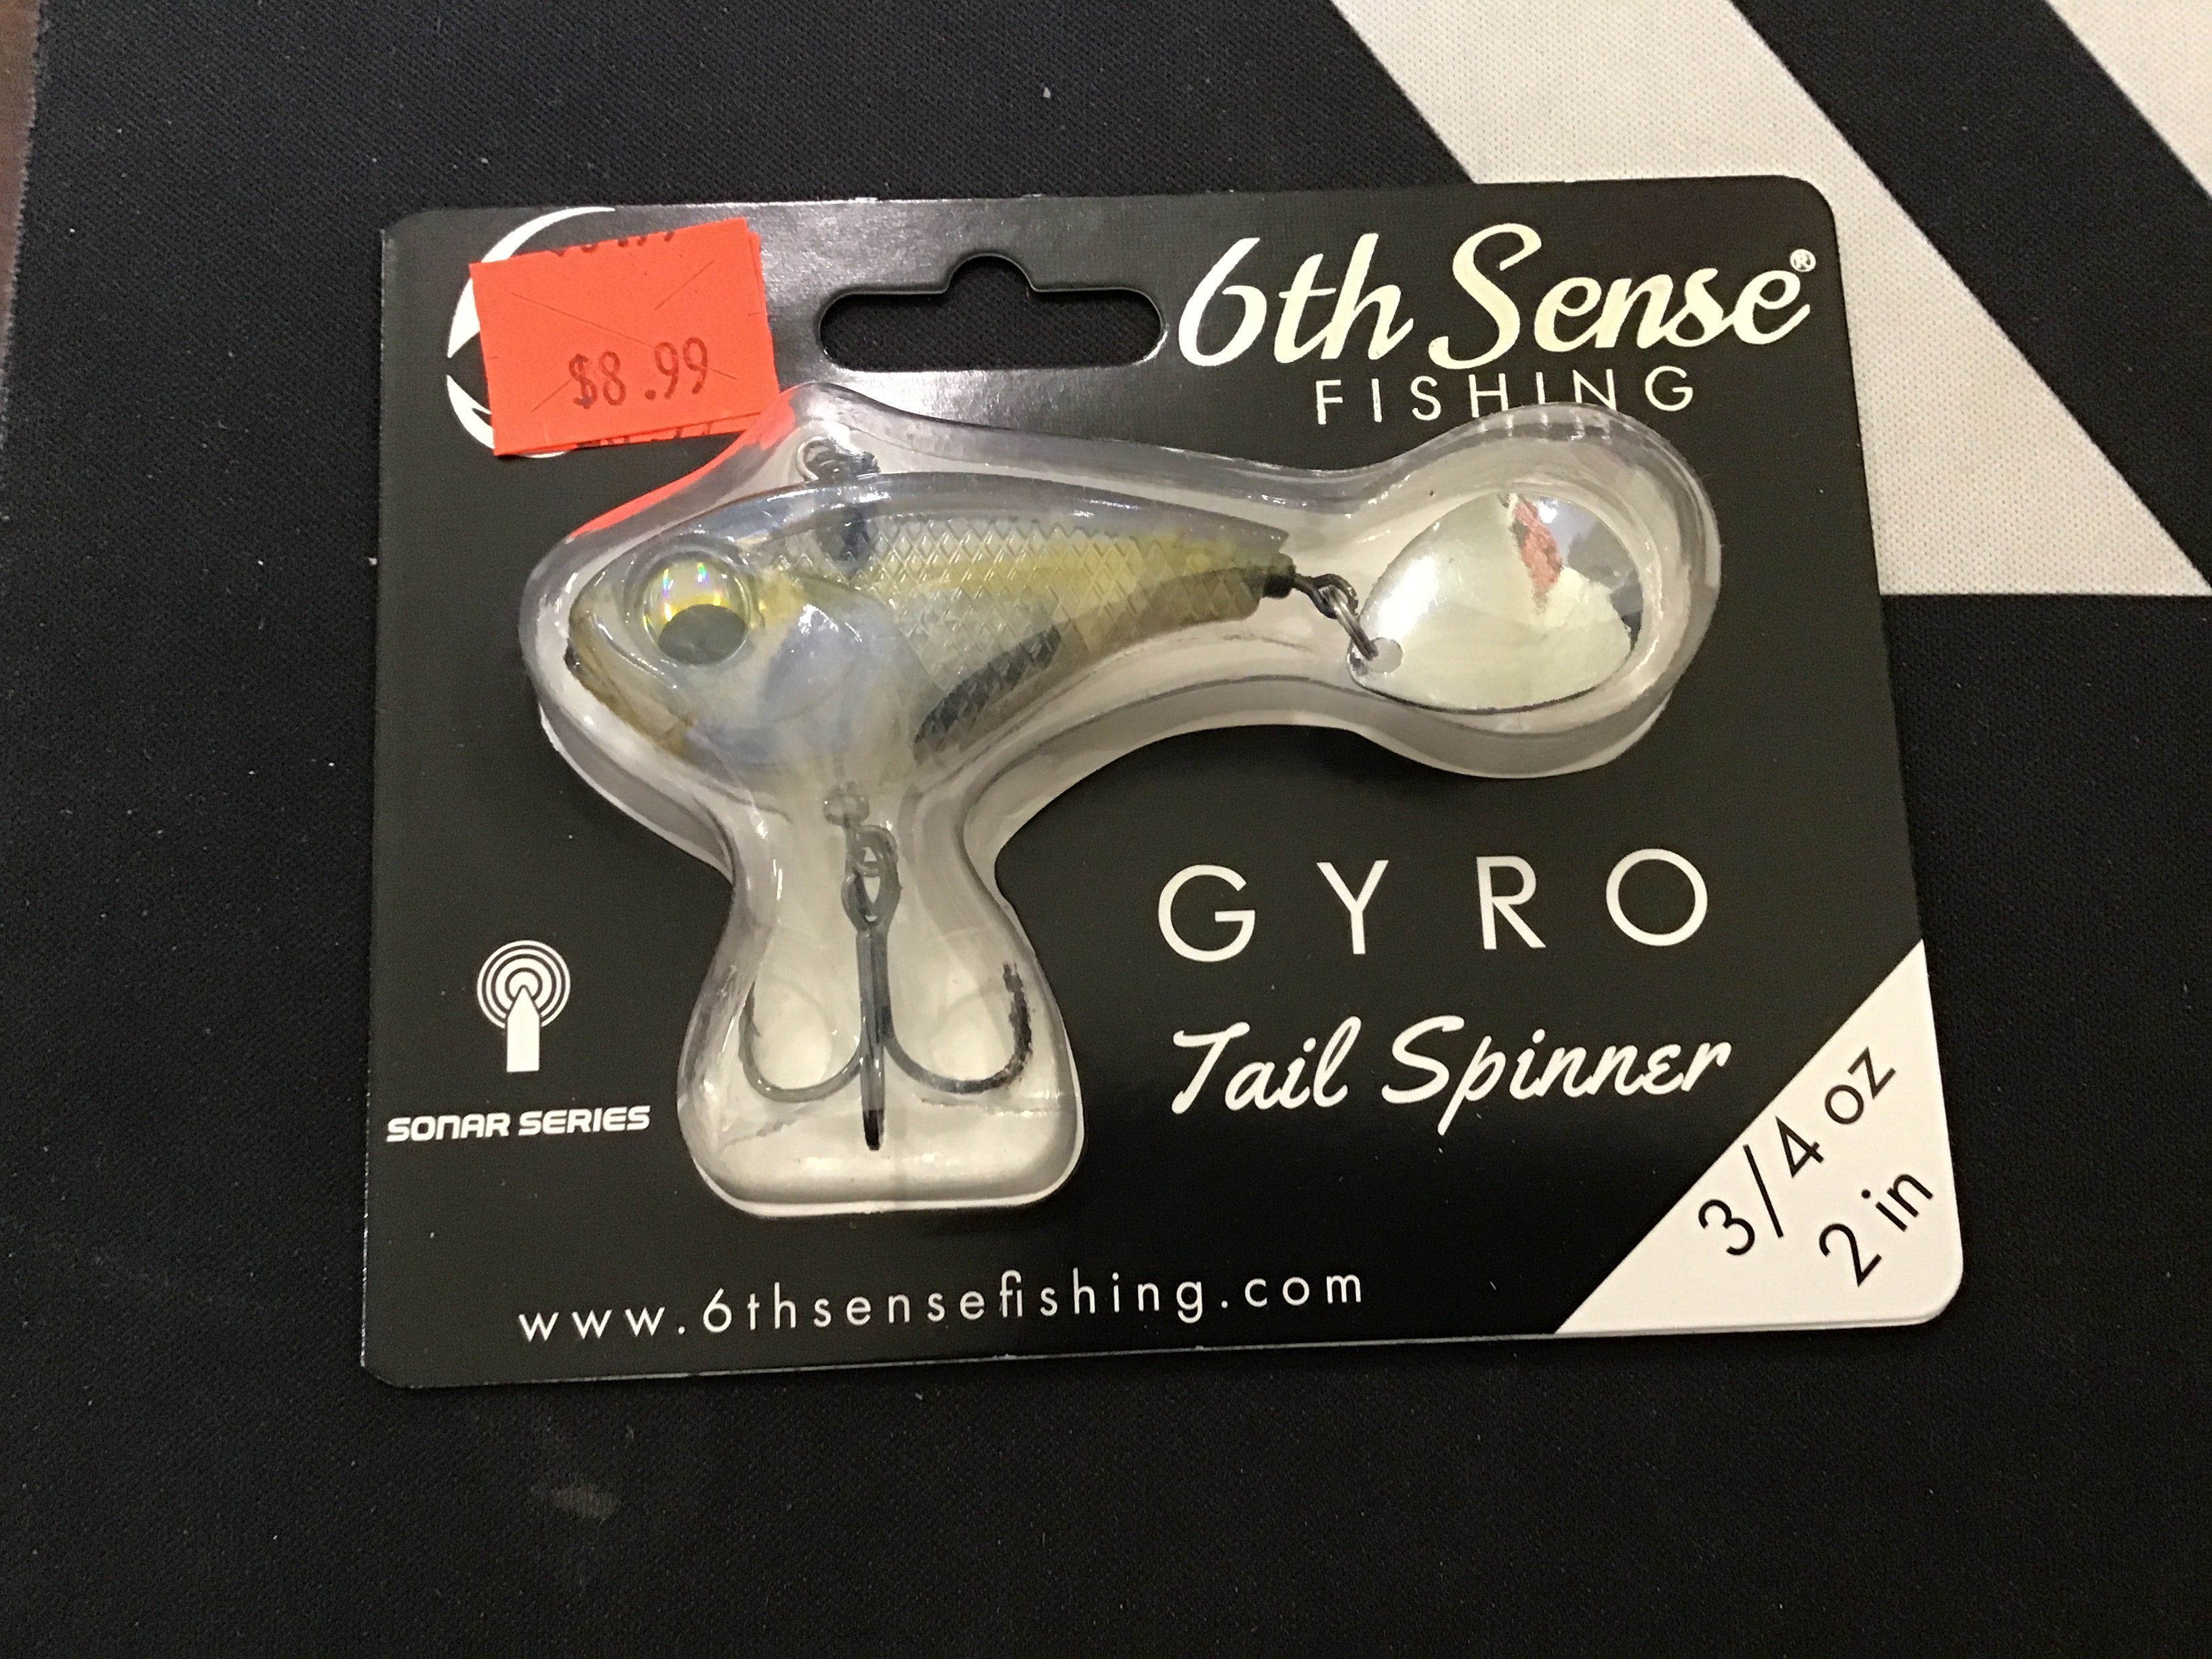 $8.99
6th Sense®
FISHING
GYRO
Tail Spinner
SONAR SERIES
3/4 oz
2 in
www.6thsensefishing.com